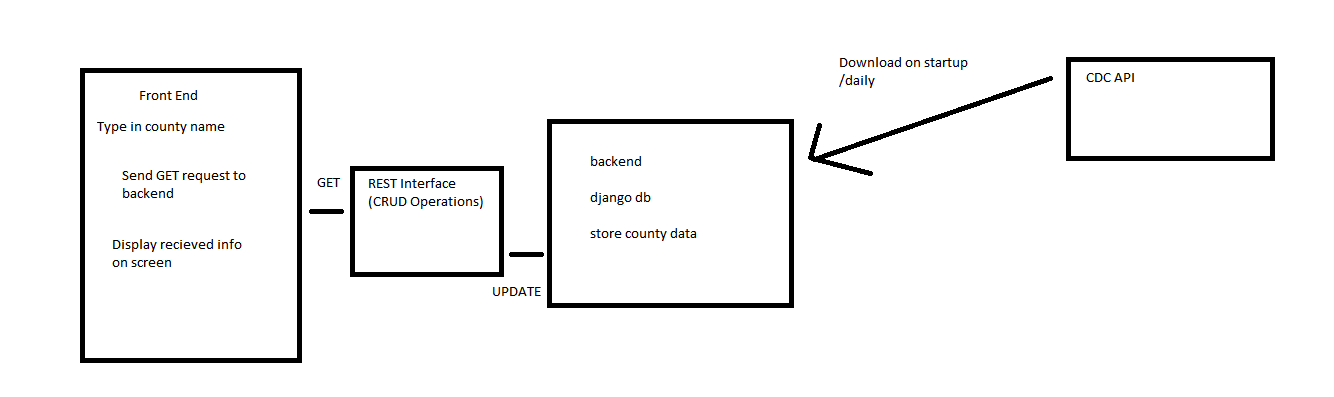 Front End
Type in county name
Send GET request to
backend
Display recieved info
on screen
GET
REST Interface
(CRUD Operations)
UPDATE
backend
django db
store county data
Download on startup
/daily
CDC API